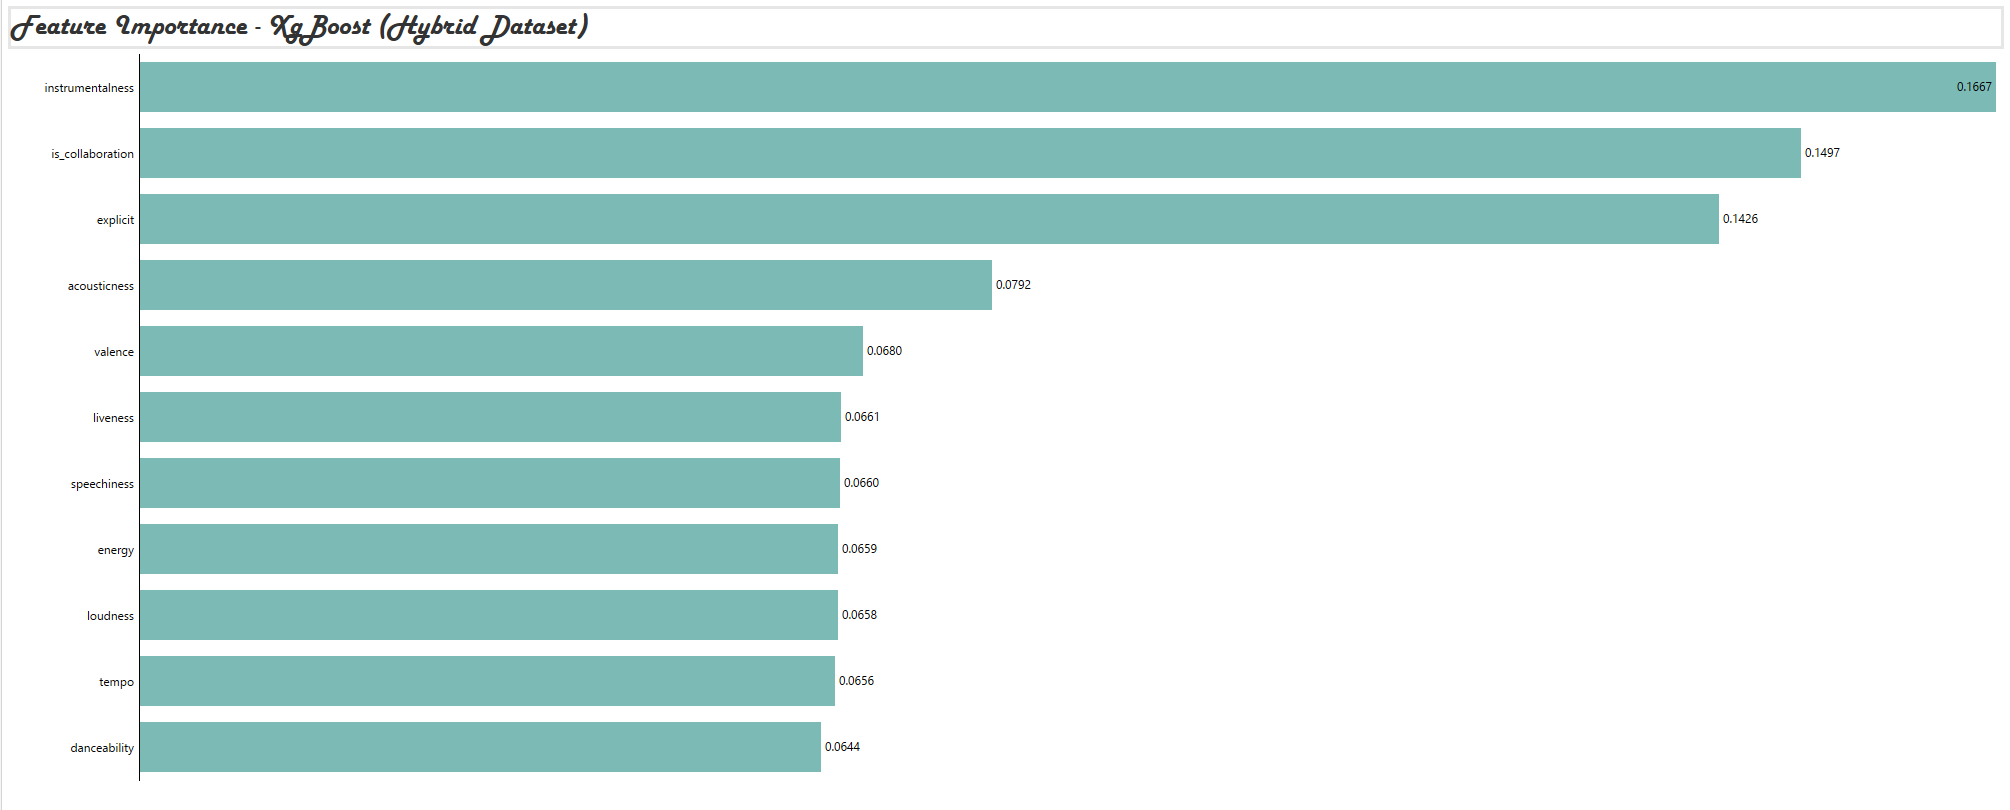 Feature Importance - XgBoost (Hybrid Dataset)
instrumentalness 0.1667
is_collaboration 0.1497
explicit 0.1426
acousticness 0.0792
valence 0.0680
liveness 0.0661
speechiness 0.0660
energy 0.0659
loudness 0.0658
tempo 0.0656
danceability 0.0644